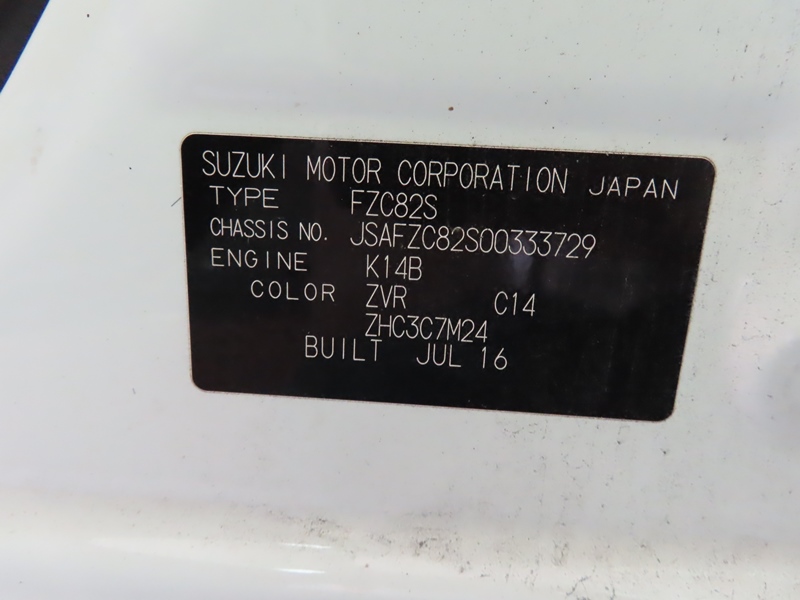 SUZUKI MOTOR CORPORATION JAPAN
TYPE FZC82S
CHASSIS NO. JSAFZC82S00333729
ENGINE K14B
COLOR ZVR C14
ZHC3C7M24
BUILT JUL 16